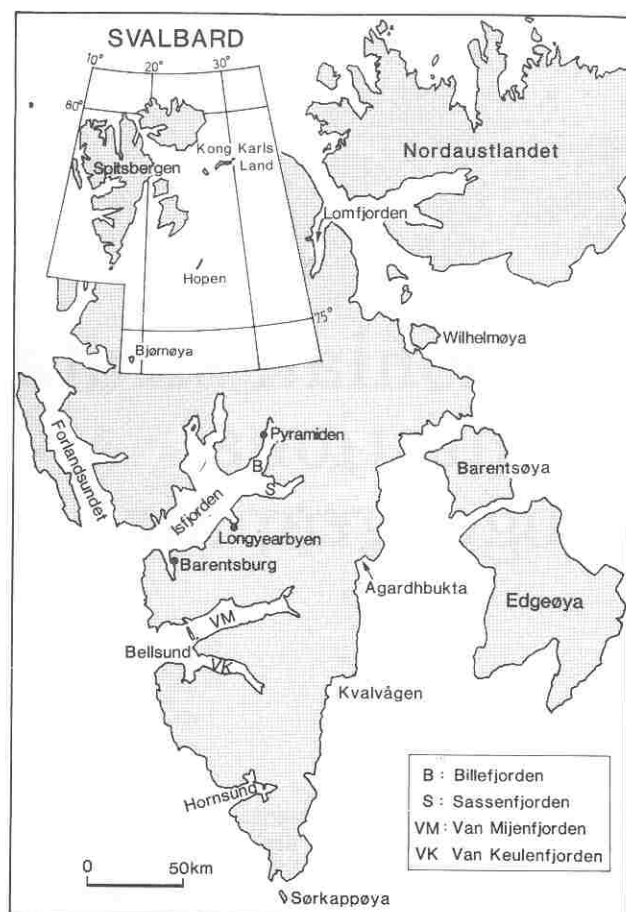 SVALBARD
10°
20°
30°
80°
Kong Karls
Land
Spitsbergen
Hopen
75°
Bjørnøya
Nordaustlandet
Lomfjorden
Wilhelmøya
Forlandsundet
Pyramiden
B
S
Isfjorden
Longyearbyen
Barentsburg
Barentsøya
Agardhbukta
Edgeøya
VM
Bellsund
VK
Kvalvågen
Hornsund
0 50km
Sørkappøya
B : Billefjorden
S : Sassenfjorden
VM : Van Mijenfjorden
VK Van Keulenfjorden